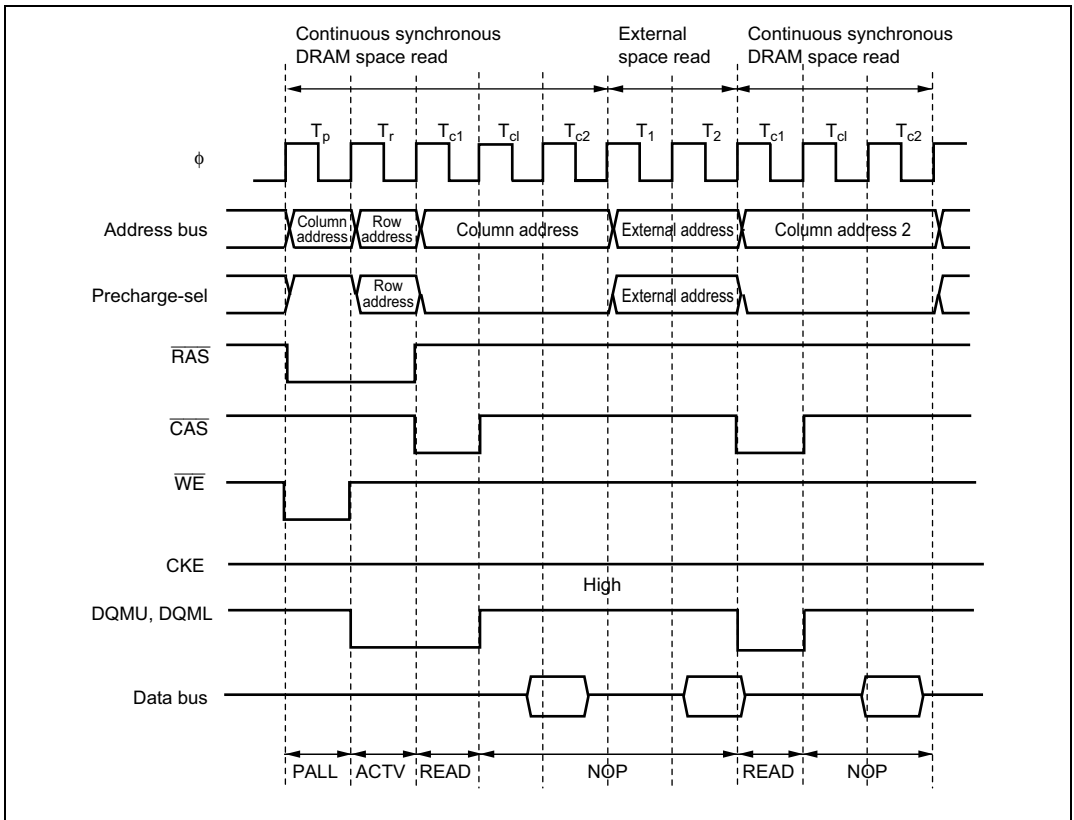 Continuous synchronous
DRAM space read
External
space read
Continuous synchronous
DRAM space read
Tp Tr Tc1 Tcl Tc2 T1 T2 Tc1 Tcl Tc2
ϕ
Address bus
Column
address
Row
address
Column address
External address
Column address 2
Precharge-sel
Row
address
External address
RAS
CAS
WE
CKE
High
DQMU, DQML
Data bus
PALL ACTV READ NOP READ NOP